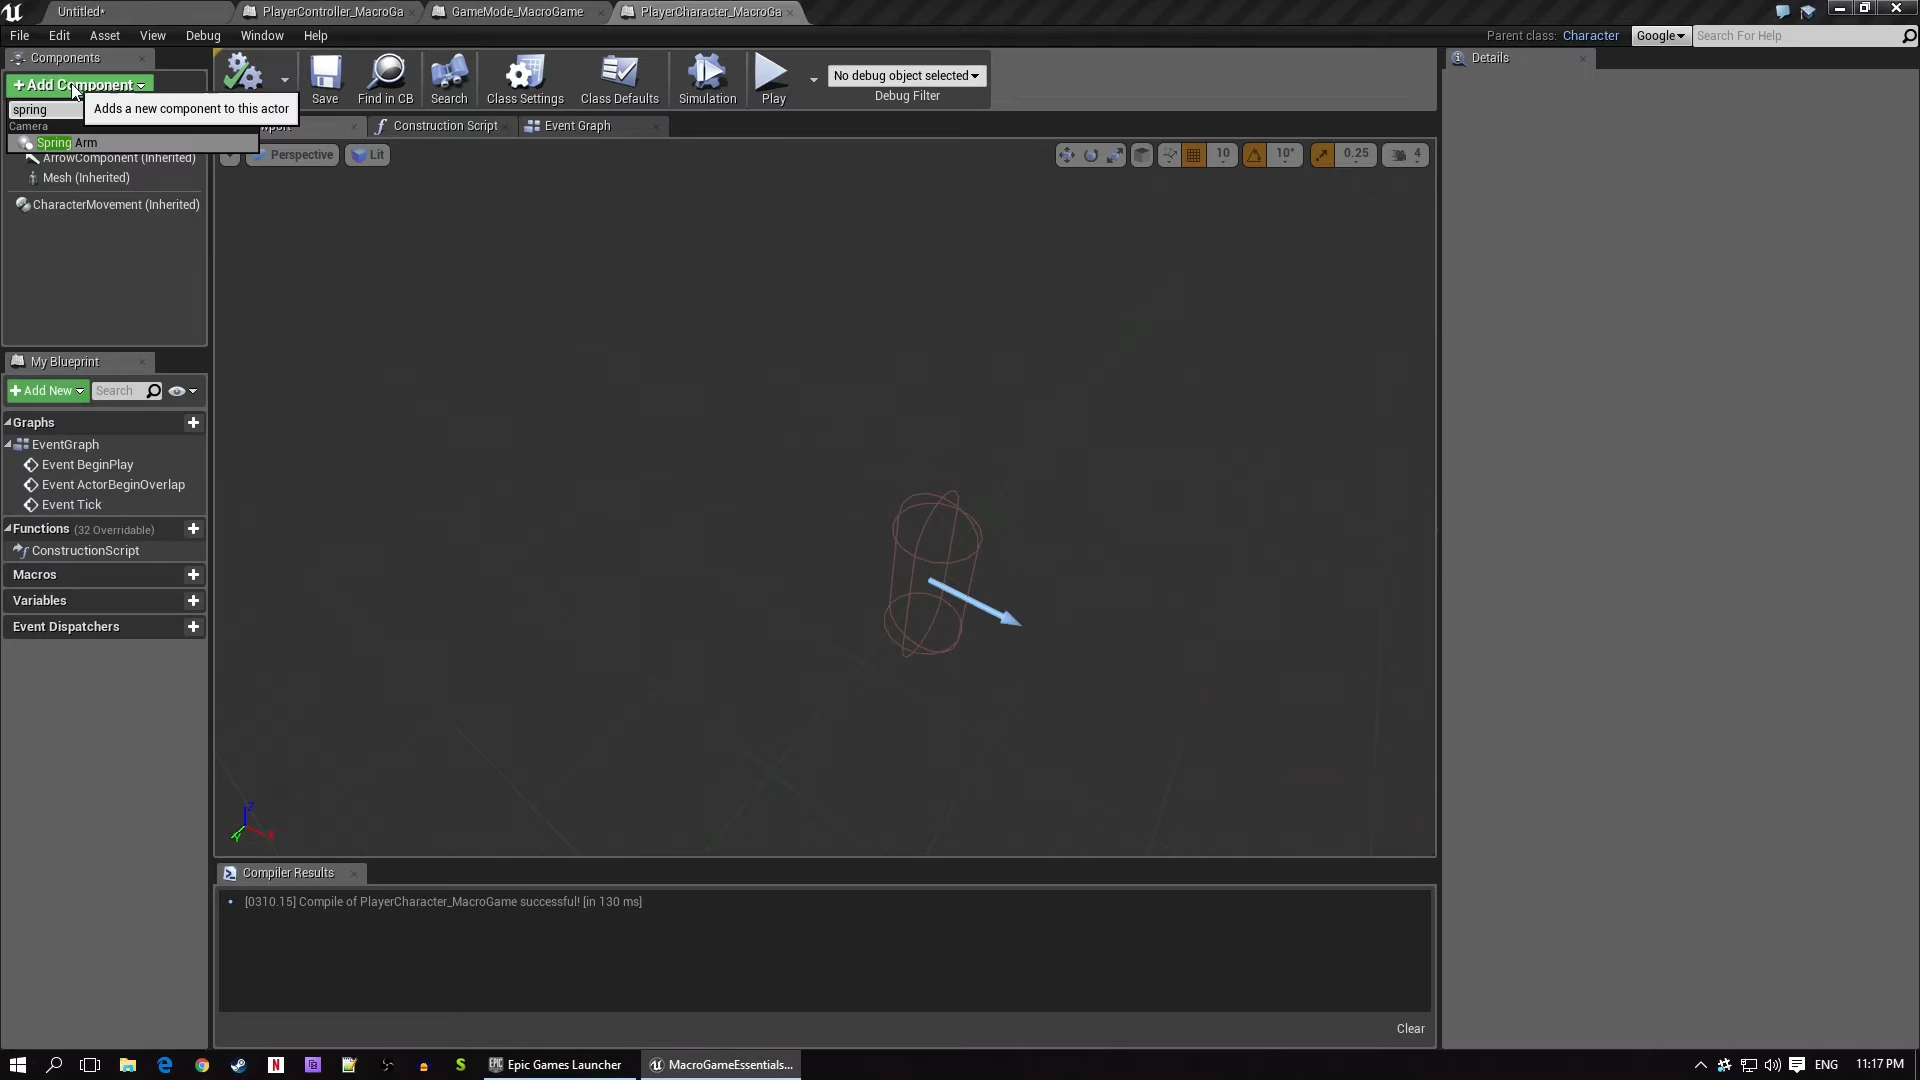 Untitled*
PlayerController_MacroGa
GameMode_MacroGame
PlayerCharacter_MacroGa
File Edit Asset View Debug Window Help
Parent class: Character
Google
Search For Help
Components
Details
+ Add Component
spring
Adds a new component to this actor
Camera
Spring Arm
ArrowComponent (Inherited)
Mesh (Inherited)
CharacterMovement (Inherited)
Save
Find in CB
Search
Class Settings
Class Defaults
Simulation
Play
No debug object selected
Debug Filter
Construction Script
Event Graph
Perspective
Lit
10
10°
0.25
4
My Blueprint
+ Add New
Search
Graphs
EventGraph
Event BeginPlay
Event ActorBeginOverlap
Event Tick
Functions (32 Overridable)
ConstructionScript
Macros
Variables
Event Dispatchers
Z
Y
X
Compiler Results
[0310.15] Compile of PlayerCharacter_MacroGame successful! [in 130 ms]
Clear
Epic Games Launcher
MacroGameEssentials...
ENG
11:17 PM